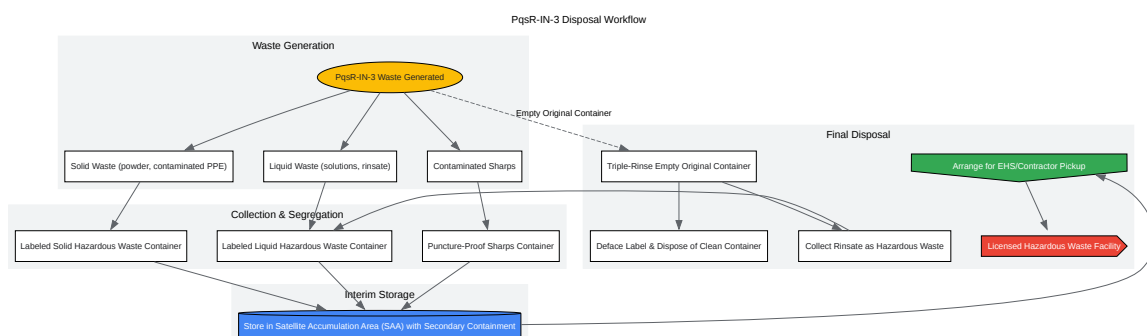 PqsR-IN-3 Disposal Workflow
Waste Generation
PqsR-IN-3 Waste Generated
Empty Original Container
Final Disposal
Solid Waste (powder, contaminated PPE)
Liquid Waste (solutions, rinsate)
Contaminated Sharps
Triple-Rinse Empty Original Container
Arrange for EHS/Contractor Pickup
Collection & Segregation
Labeled Solid Hazardous Waste Container
Labeled Liquid Hazardous Waste Container
Puncture-Proof Sharps Container
Deface Label & Dispose of Clean Container
Collect Rinsate as Hazardous Waste
Licensed Hazardous Waste Facility
Interim Storage
Store in Satellite Accumulation Area (SAA) with Secondary Containment